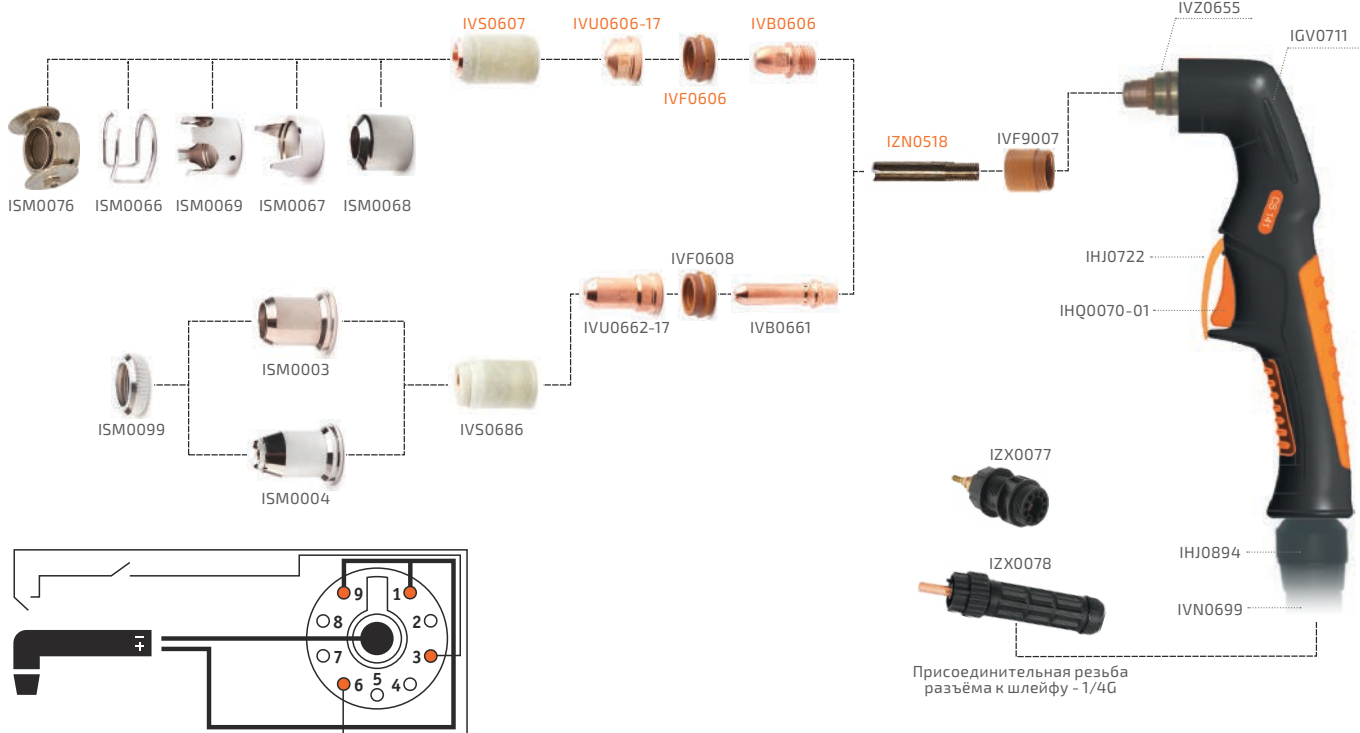 IVZ0655
IGV0711
IVS0607
IVU0606-17
IVB0606
IVF0606
IZN0518
IVF9007
ISM0076
ISM0066
ISM0069
ISM0067
ISM0068
CS 141
IHJ0722
IHQ0070-01
IVF0608
IVU0662-17
IVB0661
ISM0003
ISM0099
IVS0686
ISM0004
IZX0077
IZX0078
IHJ0894
IVN0699
Присоединительная резьба
разъёма к шлейфу - 1/4G
9
1
8
2
7
3
6
5
4
–
+